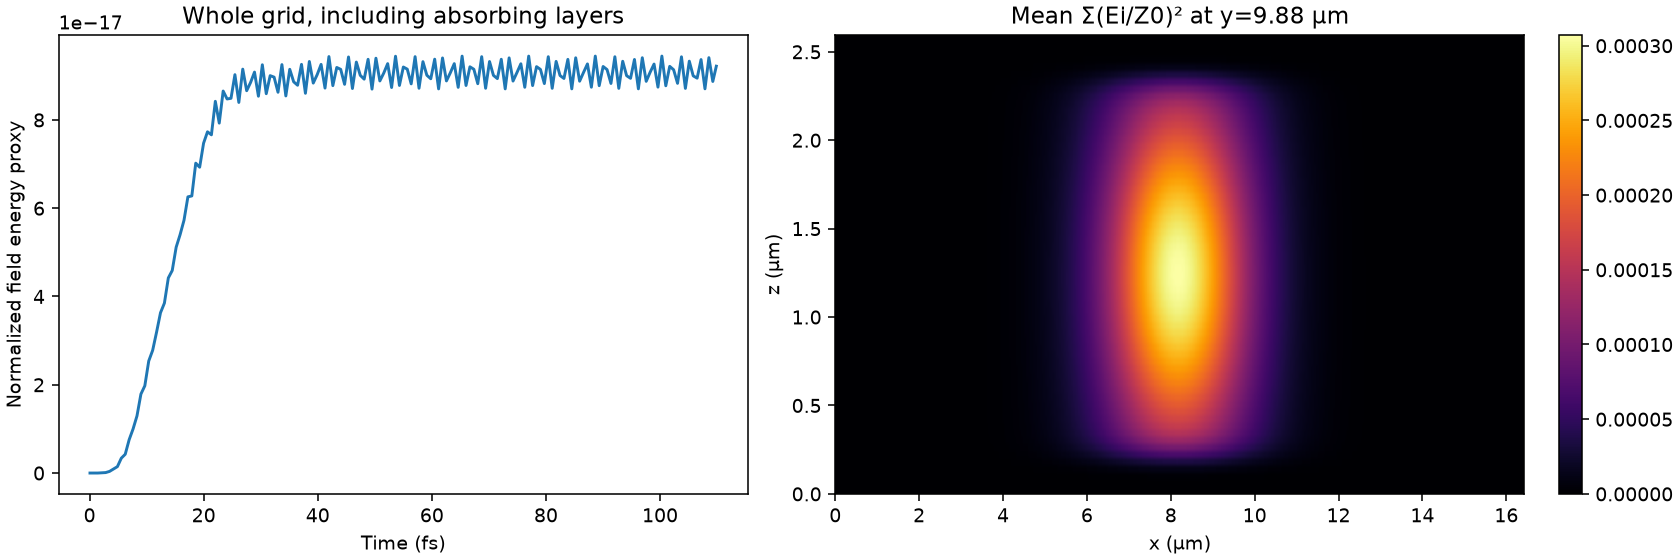 Whole grid, including absorbing layers
1e−17
Normalized field energy proxy
8
6
4
2
0
0 20 40 60 80 100
Time (fs)
Mean Σ(Ei/Z0)² at y=9.88 μm
z (μm)
2.5
2.0
1.5
1.0
0.5
0.0
0 2 4 6 8 10 12 14 16
x (μm)
0.00030
0.00025
0.00020
0.00015
0.00010
0.00005
0.00000